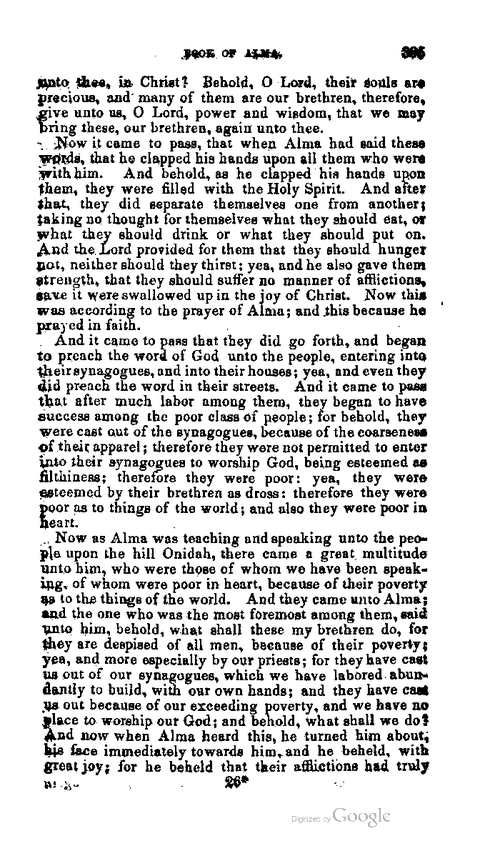 BOOK OF ALMA. 395
unto thee, in Christ? Behold, O Lord, their souls are
precious, and many of them are our brethren, therefore,
give unto us, O Lord, power and wisdom, that we may
bring these, our brethren, again unto thee.
Now it came to pass, that when Alma had said these
words, that he clapped his hands upon all them who were
with him. And behold, as he clapped his hands upon
them, they were filled with the Holy Spirit. And after
that, they did separate themselves one from another;
taking no thought for themselves what they should eat, or
what they should drink or what they should put on.
And the Lord provided for them that they should hunger
not, neither should they thirst; yea, and he also gave them
strength, that they should suffer no manner of afflictions,
save it were swallowed up in the joy of Christ. Now this
was according to the prayer of Alma; and this because he
prayed in faith.
And it came to pass that they did go forth, and began
to preach the word of God unto the people, entering into
their synagogues, and into their houses; yea, and even they
did preach the word in their streets. And it came to pass
that after much labor among them, they began to have
success among the poor class of people; for behold, they
were cast out of the synagogues, because of the coarseness
of their apparel; therefore they were not permitted to enter
into their synagogues to worship God, being esteemed as
filthiness; therefore they were poor: yea, they were
esteemed by their brethren as dross: therefore they were
poor as to things of the world; and also they were poor in
heart.
Now as Alma was teaching and speaking unto the peo-
ple upon the hill Onidah, there came a great multitude
unto him, who were those of whom we have been speak-
ing, of whom were poor in heart, because of their poverty
as to the things of the world. And they came unto Alma;
and the one who was the most foremost among them, said
unto him, behold, what shall these my brethren do, for
they are despised of all men, because of their poverty;
yea, and more especially by our priests; for they have cast
us out of our synagogues, which we have labored abun-
dantly to build, with our own hands; and they have cast
us out because of our exceeding poverty, and we have no
place to worship our God; and behold, what shall we do?
And now when Alma heard this, he turned him about,
his face immediately towards him, and he beheld, with
great joy; for he beheld that their afflictions had truly
26*
Digitized by Google